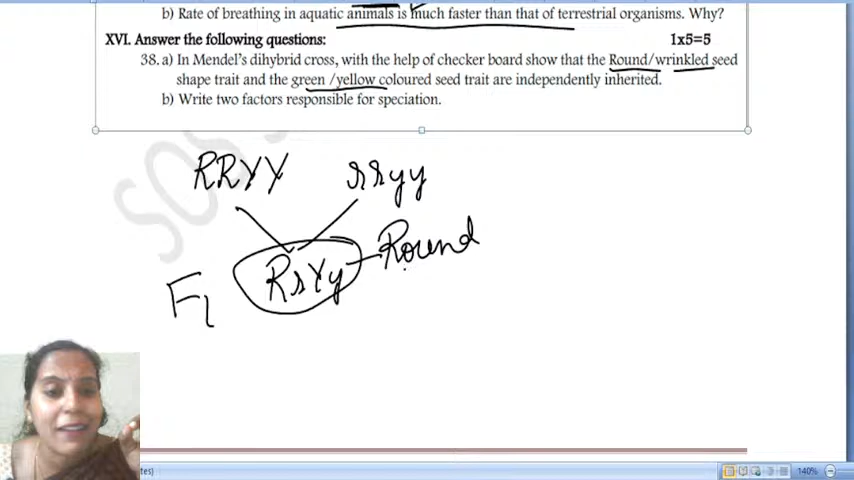 b) Rate of breathing in aquatic animals is much faster than that of terrestrial organisms. Why?
XVI. Answer the following questions: 1x5=5
38. a) In Mendel's dihybrid cross, with the help of checker board show that the Round/wrinkled seed
shape trait and the green /yellow coloured seed trait are independently inherited.
b) Write two factors responsible for speciation.
RRYY rryy
RrYy Round
F1
tes) 140%